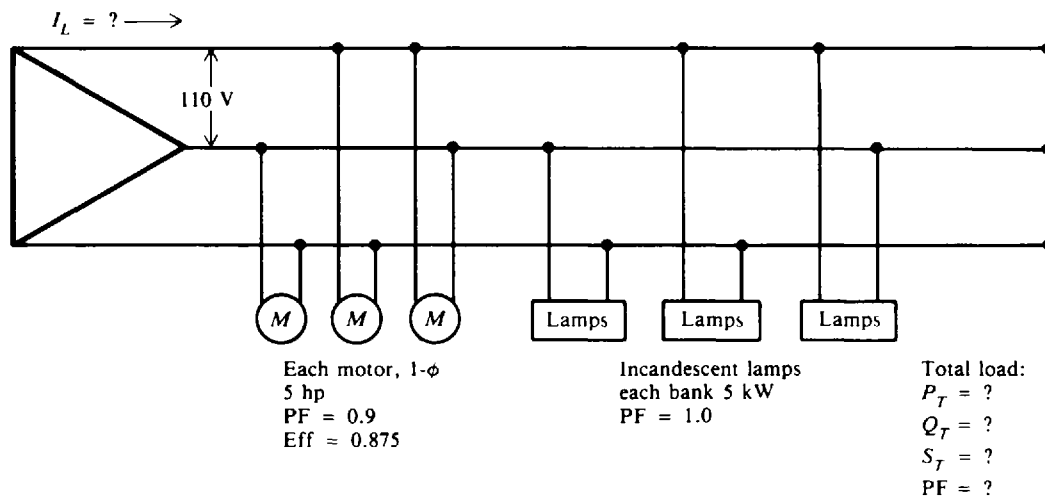 I_L = ?
110 V
M
M
M
Lamps
Lamps
Lamps
Each motor, 1-ϕ
5 hp
PF = 0.9
Eff = 0.875
Incandescent lamps
each bank 5 kW
PF = 1.0
Total load:
P_T = ?
Q_T = ?
S_T = ?
PF = ?